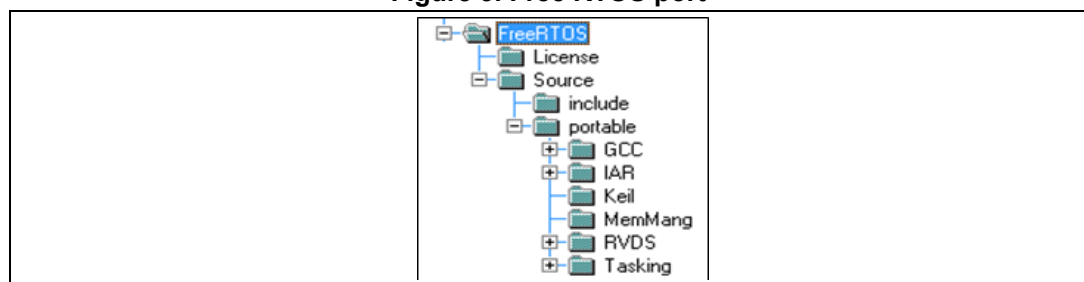 FreeRTOS
License
Source
include
portable
GCC
IAR
Keil
MemMang
RVDS
Tasking